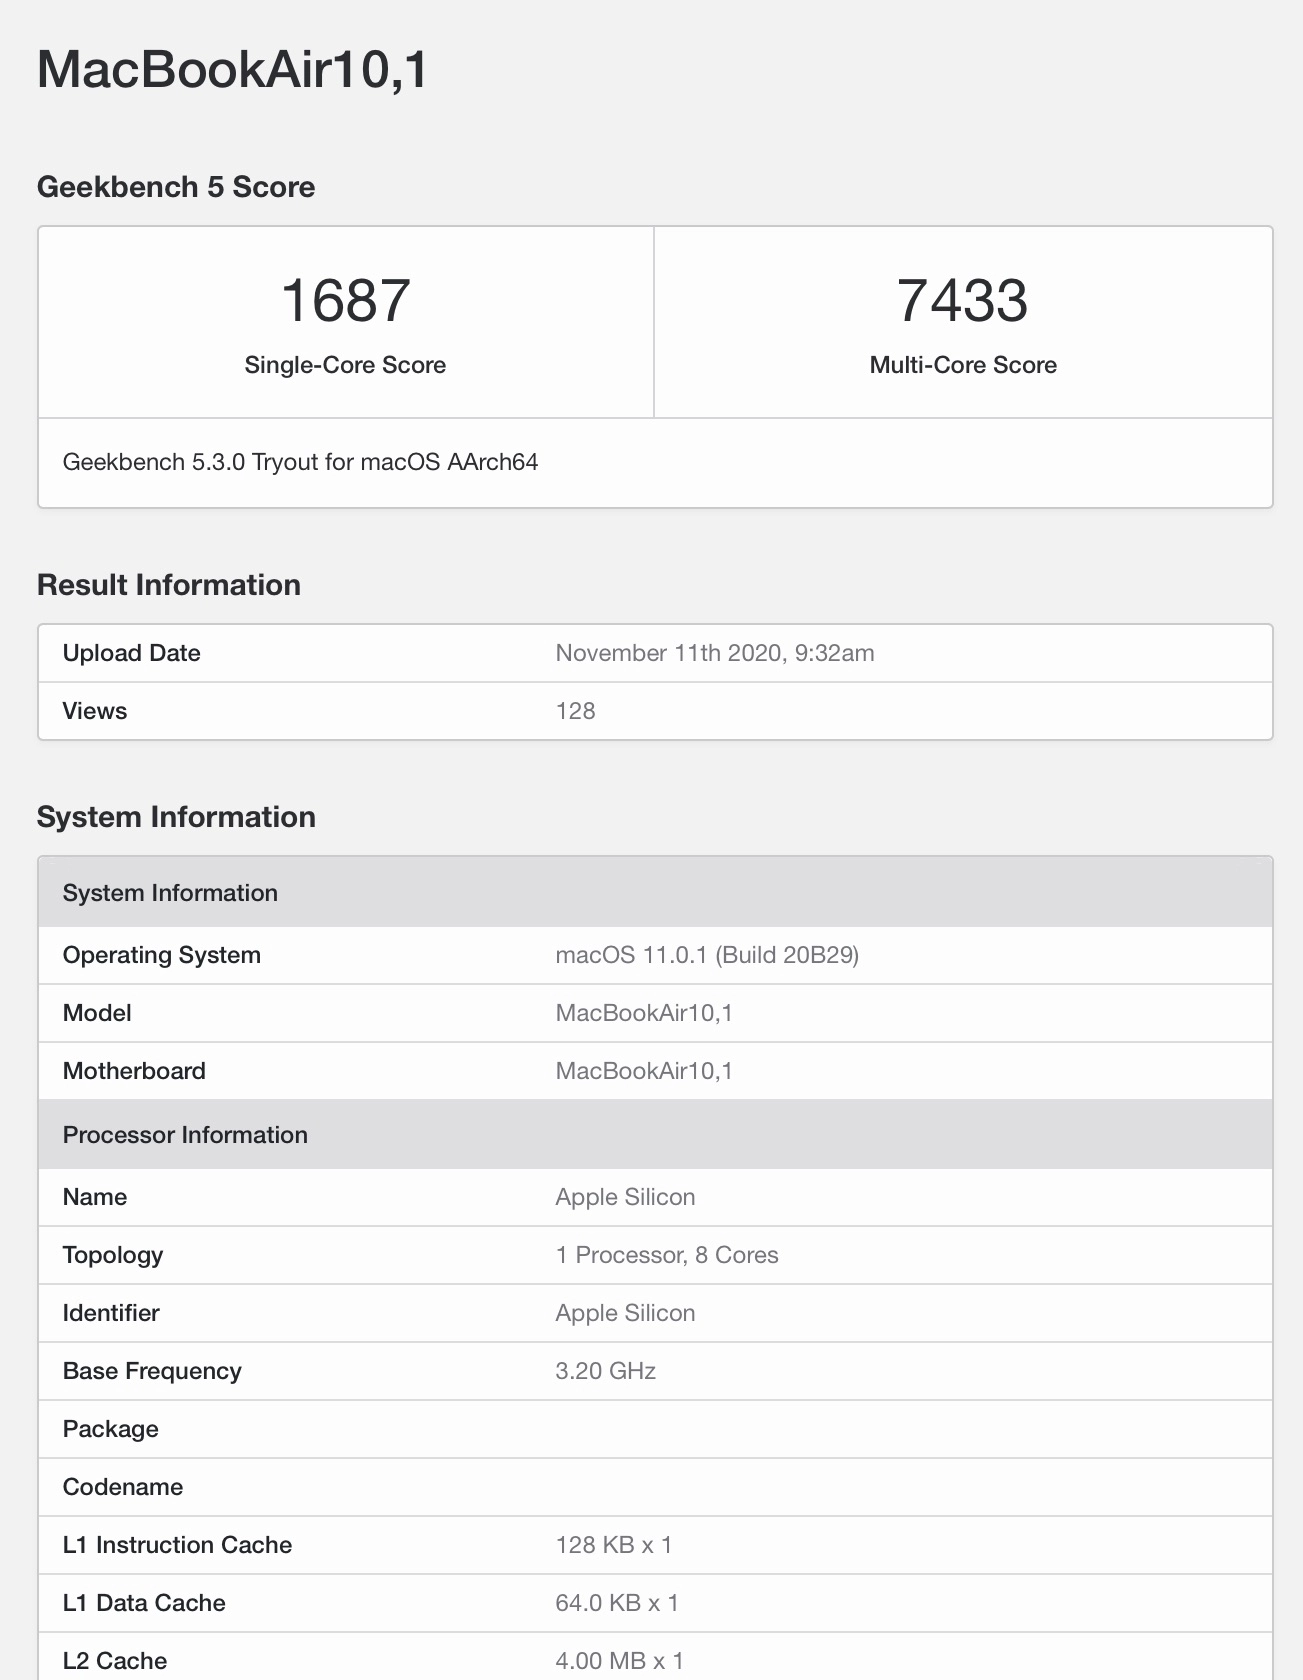 MacBookAir10,1
Geekbench 5 Score
1687
Single-Core Score
7433
Multi-Core Score
Geekbench 5.3.0 Tryout for macOS AArch64
Result Information
Upload Date November 11th 2020, 9:32am
Views 128
System Information
System Information
Operating System macOS 11.0.1 (Build 20B29)
Model MacBookAir10,1
Motherboard MacBookAir10,1
Processor Information
Name Apple Silicon
Topology 1 Processor, 8 Cores
Identifier Apple Silicon
Base Frequency 3.20 GHz
Package
Codename
L1 Instruction Cache 128 KB x 1
L1 Data Cache 64.0 KB x 1
L2 Cache 4.00 MB x 1